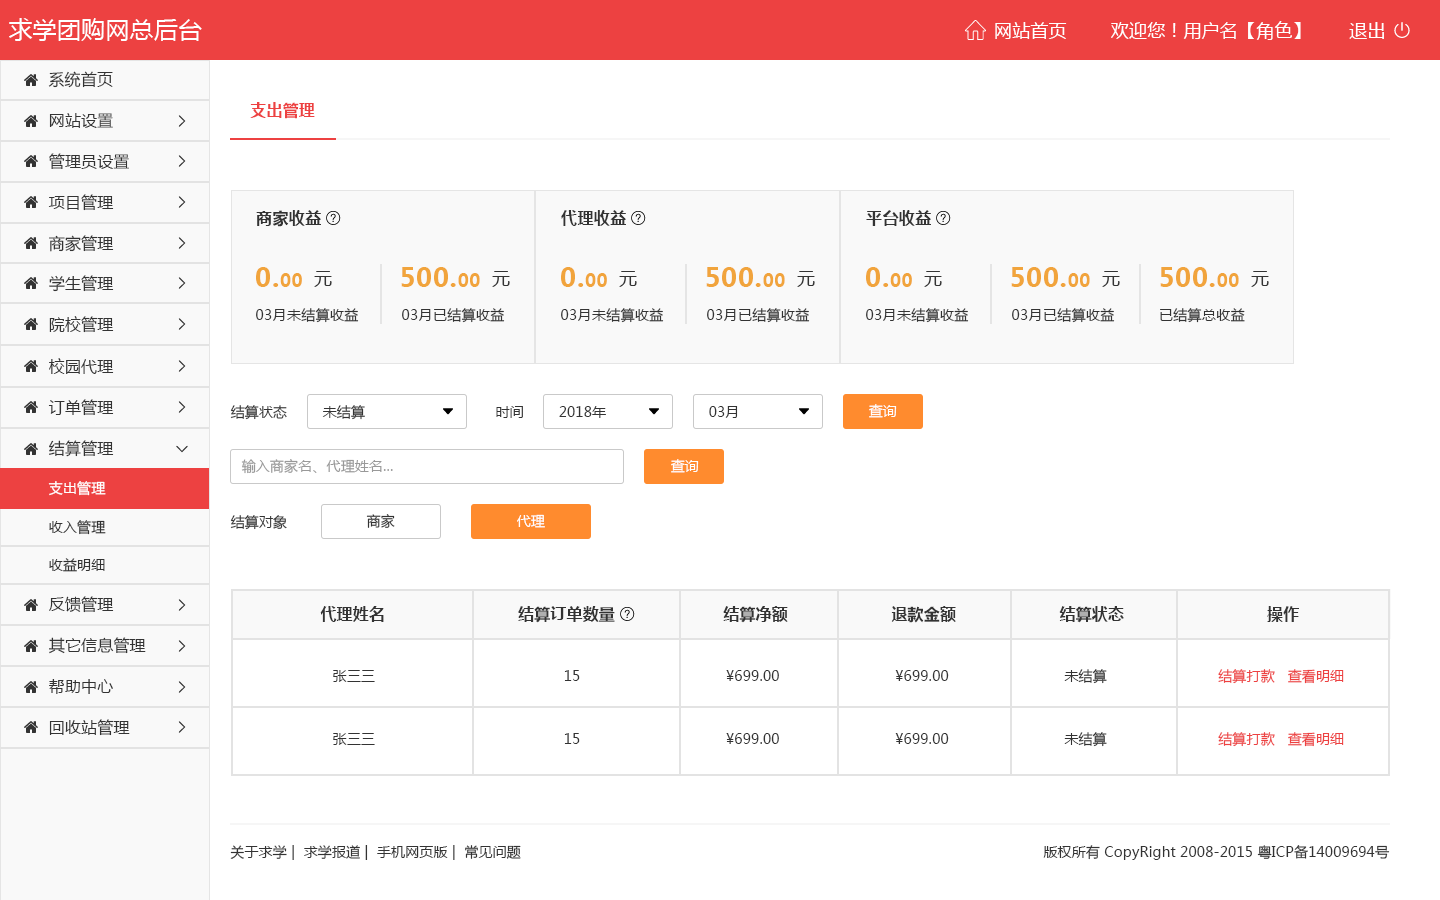 求学团购网总后台
网站首页
欢迎您！用户名【角色】
退出
系统首页
网站设置
管理员设置
项目管理
商家管理
学生管理
院校管理
校园代理
订单管理
结算管理
支出管理
收入管理
收益明细
反馈管理
其它信息管理
帮助中心
回收站管理
支出管理
商家收益 ?
0.00 元
03月未结算收益
500.00 元
03月已结算收益
代理收益 ?
0.00 元
03月未结算收益
500.00 元
03月已结算收益
平台收益 ?
0.00 元
03月未结算收益
500.00 元
03月已结算收益
500.00 元
已结算总收益
结算状态 未结算 时间 2018年 03月 查询
输入商家名、代理姓名... 查询
结算对象 商家 代理
代理姓名 结算订单数量 ? 结算净额 退款金额 结算状态 操作
张三三 15 ¥699.00 ¥699.00 未结算 结算打款 查看明细
张三三 15 ¥699.00 ¥699.00 未结算 结算打款 查看明细
关于求学 | 求学报道 | 手机网页版 | 常见问题
版权所有 CopyRight 2008-2015 粤ICP备14009694号